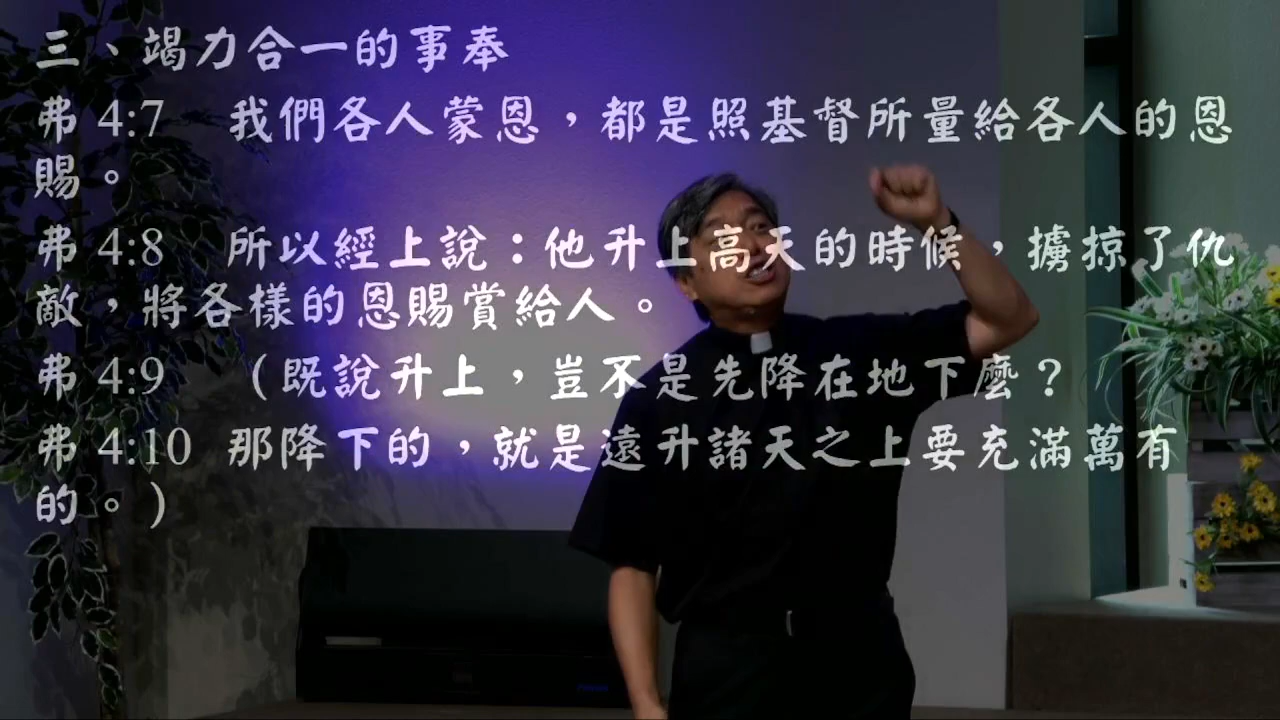 三、竭力合一的事奉
弗 4:7 我們各人蒙恩，都是照基督所量給各人的恩
賜。
弗 4:8 所以經上說：他升上高天的時候，擄掠了仇
敵，將各樣的恩賜賞給人。
弗 4:9 （既說升上，豈不是先降在地下麼？
弗 4:10 那降下的，就是遠升諸天之上要充滿萬有
的。）